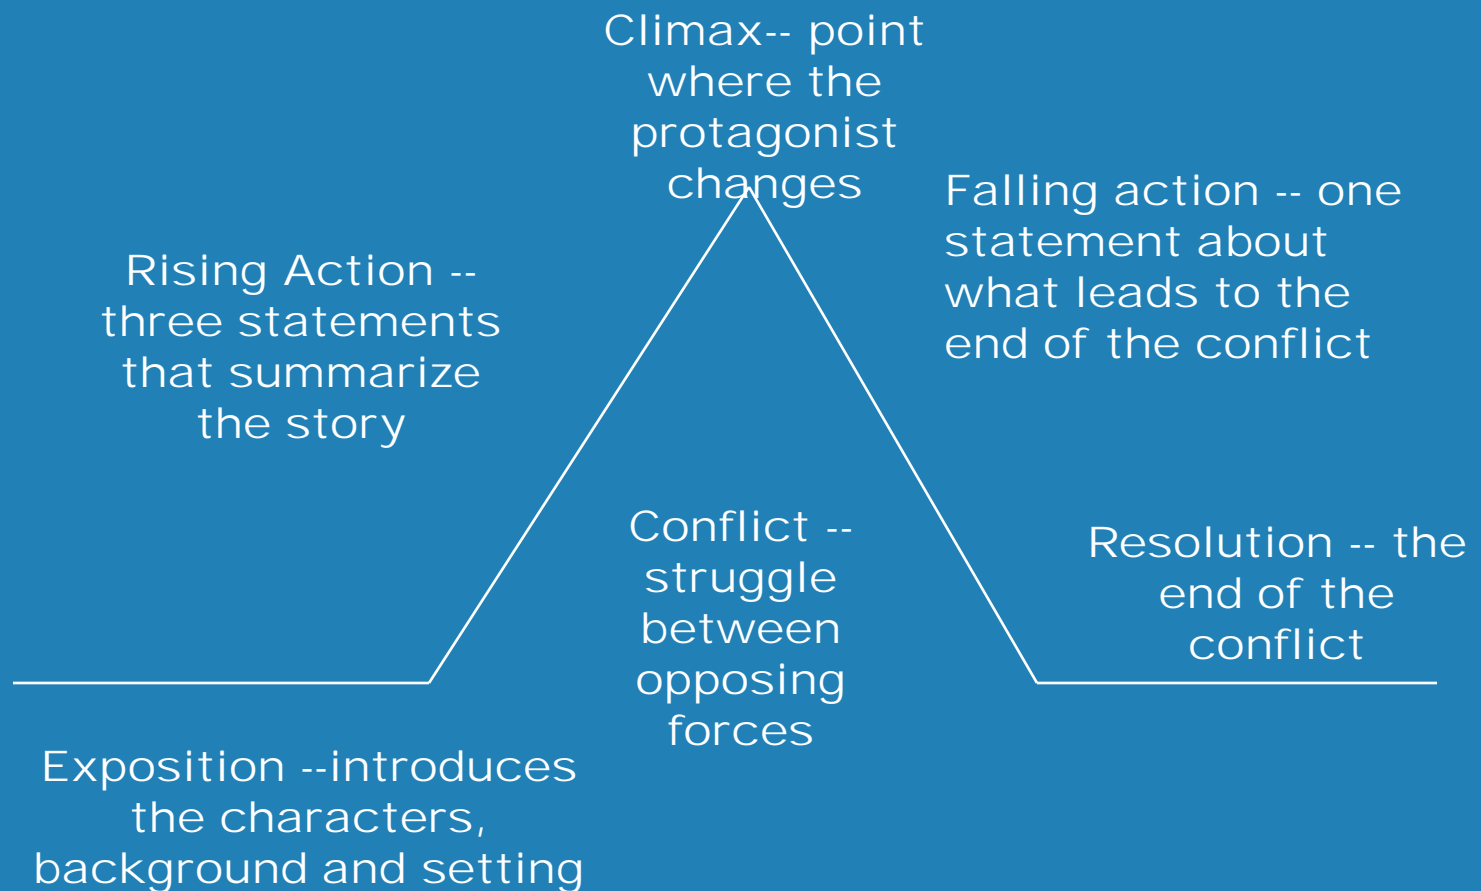 Climax-- point
where the
protagonist
changes
Falling action -- one
statement about
what leads to the
end of the conflict
Rising Action --
three statements
that summarize
the story
Conflict --
struggle
between
opposing
forces
Resolution -- the
end of the
conflict
Exposition --introduces
the characters,
background and setting